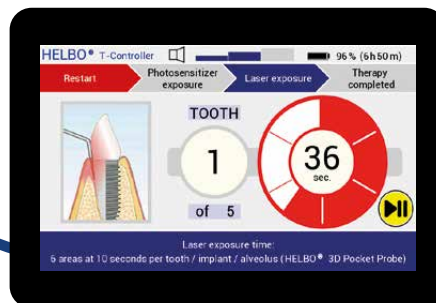 HELBO® T-Controller 96% (6h50m)
Restart
Photosensitizer
exposure
Laser exposure
Therapy
completed
TOOTH
1
of 5
36
sec.
Laser exposure time:
6 areas at 10 seconds per tooth / implant / alveolus (HELBO® 3D Pocket Probe)